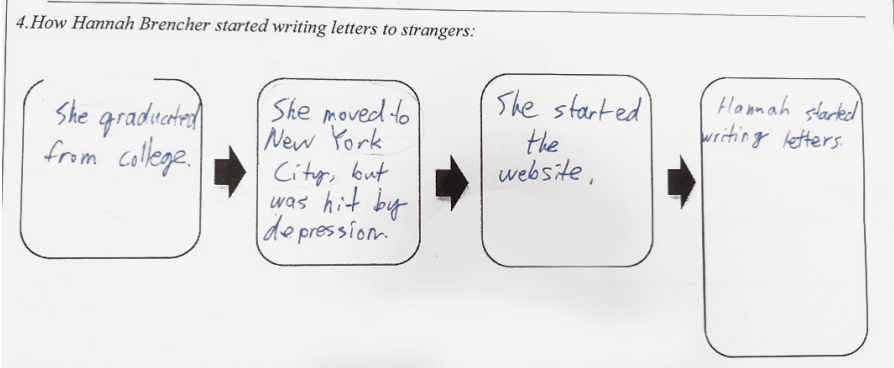 4.How Hannah Brencher started writing letters to strangers:
She graduated
from college.
She moved to
New York
City, but
was hit by
depression.
She started
the
website,
Hannah started
writing letters.